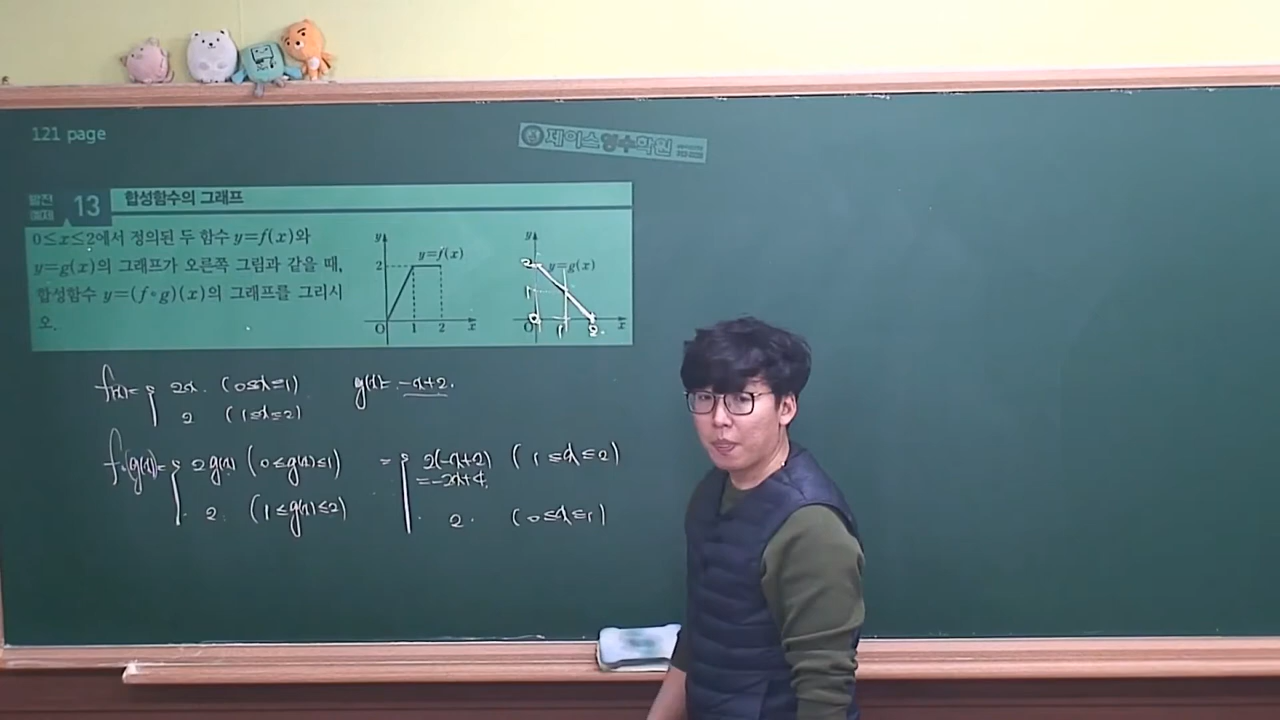 121 page
제이스영수학원
발전
예제
13
합성함수의 그래프
0≤x≤2에서 정의된 두 함수 y=f(x)와
y=g(x)의 그래프가 오른쪽 그림과 같을 때,
합성함수 y=(f∘g)(x)의 그래프를 그리시
오.
y
2
y=f(x)
O 1 2 x
y
2
y=g(x)
1
O 0 1 2 x
f(x)= 2x (0≤x≤1)
2 (1≤x≤2)
g(x)= -x+2.
f(g(x))= 2g(x) (0≤g(x)≤1)
2 (1≤g(x)≤2)
= 2(-x+2) (1≤x≤2)
=-2x+4
2 (0≤x≤1)